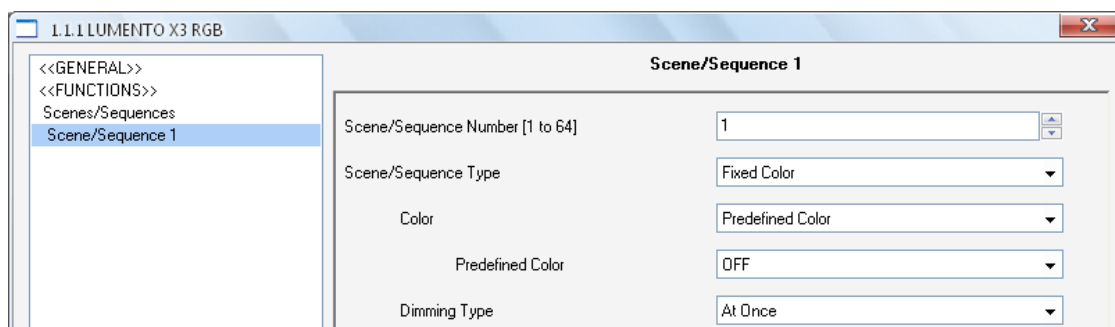 1.1.1 LUMENTO X3 RGB
<<GENERAL>>
<<FUNCTIONS>>
Scenes/Sequences
Scene/Sequence 1
Scene/Sequence 1
Scene/Sequence Number [1 to 64] 1
Scene/Sequence Type Fixed Color
Color Predefined Color
Predefined Color OFF
Dimming Type At Once